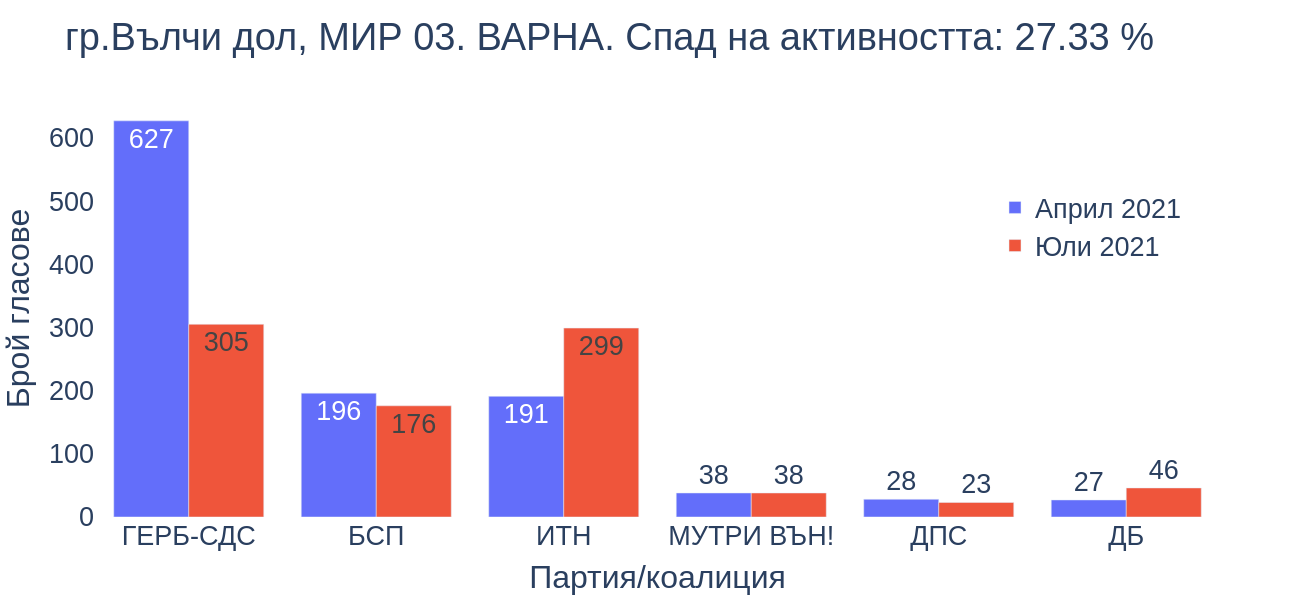 гр.Вълчи дол, МИР 03. ВАРНА. Спад на активността: 27.33 %
Брой гласове
600
500
400
300
200
100
0
627
305
196
176
191
299
38
38
28
23
27
46
Април 2021
Юли 2021
ГЕРБ-СДС
БСП
ИТН
МУТРИ ВЪН!
ДПС
ДБ
Партия/коалиция